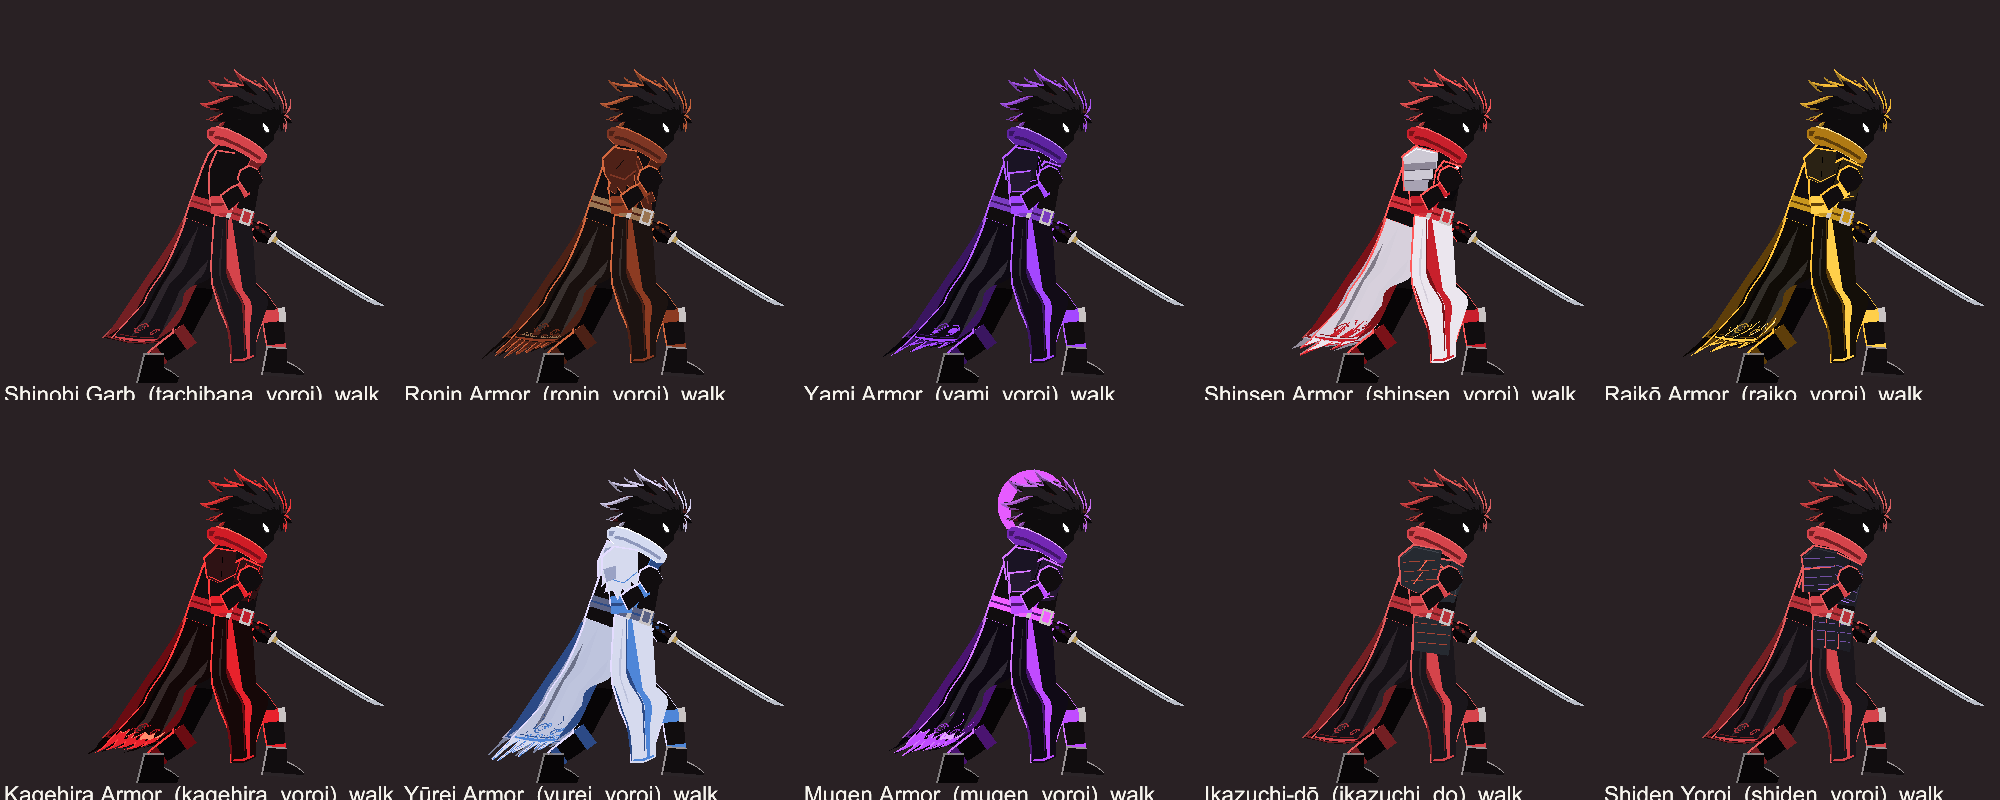 Shinobi Garb (tachibana_yoroi) walk
Ronin Armor (ronin_yoroi) walk
Yami Armor (yami_yoroi) walk
Shinsen Armor (shinsen_yoroi) walk
Raikō Armor (raiko_yoroi) walk
Kagehira Armor (kagehira_yoroi) walk
Yūrei Armor (yurei_yoroi) walk
Mugen Armor (mugen_yoroi) walk
Ikazuchi-dō (ikazuchi_do) walk
Shiden Yoroi (shiden_yoroi) walk